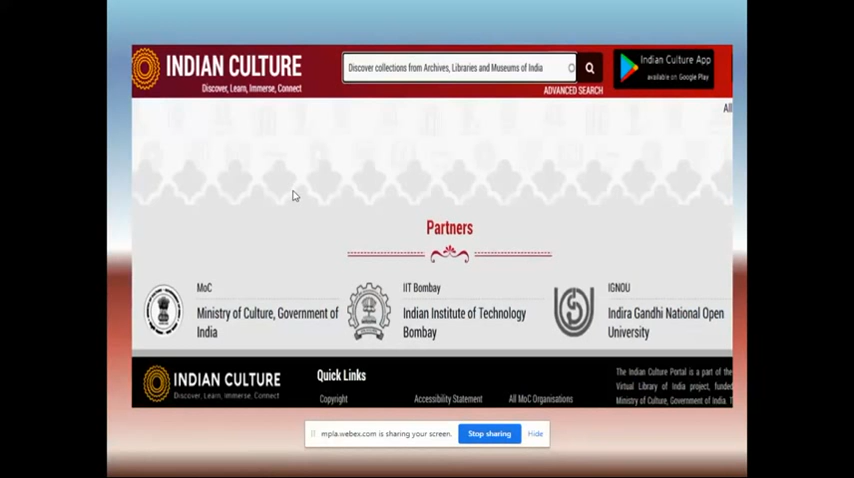 INDIAN CULTURE
Discover, Learn, Immerse, Connect
Discover collections from Archives, Libraries and Museums of India
ADVANCED SEARCH
Indian Culture App
available on Google Play
All
Partners
MoC
Ministry of Culture, Government of
India
IIT Bombay
Indian Institute of Technology
Bombay
IGNOU
Indira Gandhi National Open
University
INDIAN CULTURE
Discover, Learn, Immerse, Connect
Quick Links
Copyright
Accessibility Statement
All MoC Organisations
The Indian Culture Portal is a part of the
Virtual Library of India project, funded
Ministry of Culture, Government of India. T
mpla.webex.com is sharing your screen.
Stop sharing
Hide